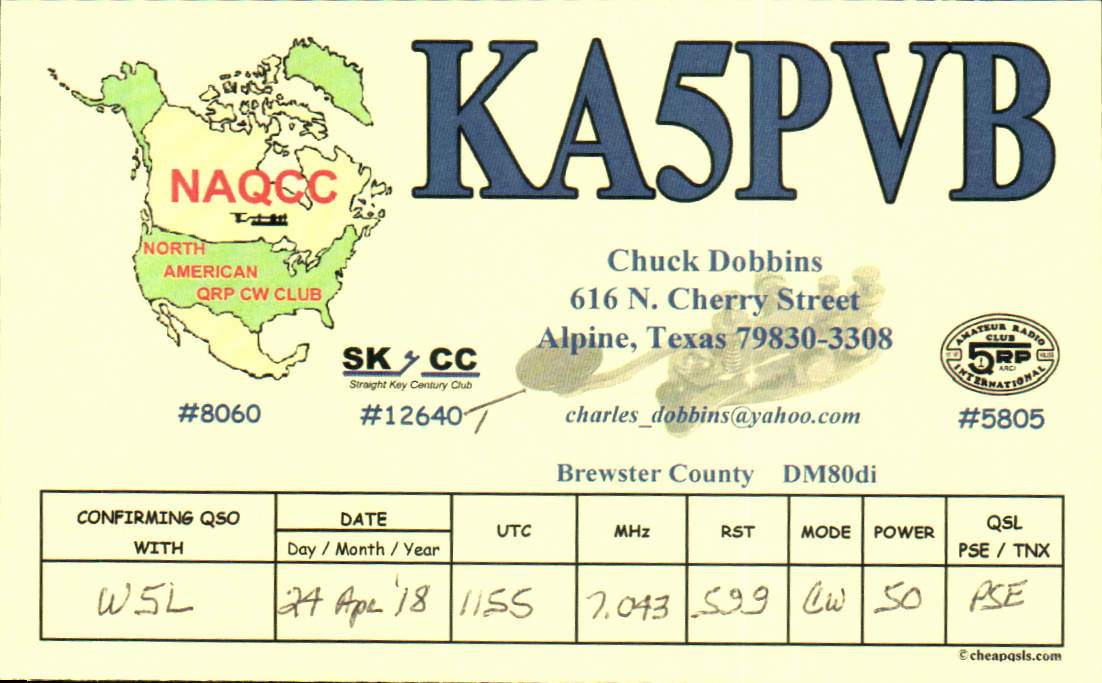 KA5PVB
NAQCC
NORTH
AMERICAN
QRP CW CLUB
Chuck Dobbins
616 N. Cherry Street
Alpine, Texas 79830-3308
charles_dobbins@yahoo.com
SKCC
Straight Key Century Club
AMATEUR RADIO
CLUB
QRP
ARCI
INTERNATIONAL
#8060
#12640
#5805
Brewster County DM80di
CONFIRMING QSO WITH
DATE
Day / Month / Year
UTC
MHz
RST
MODE
POWER
QSL
PSE / TNX
W5L
24 Apr '18
1155
7.043
599
CW
50
PSE
© cheapqsls.com